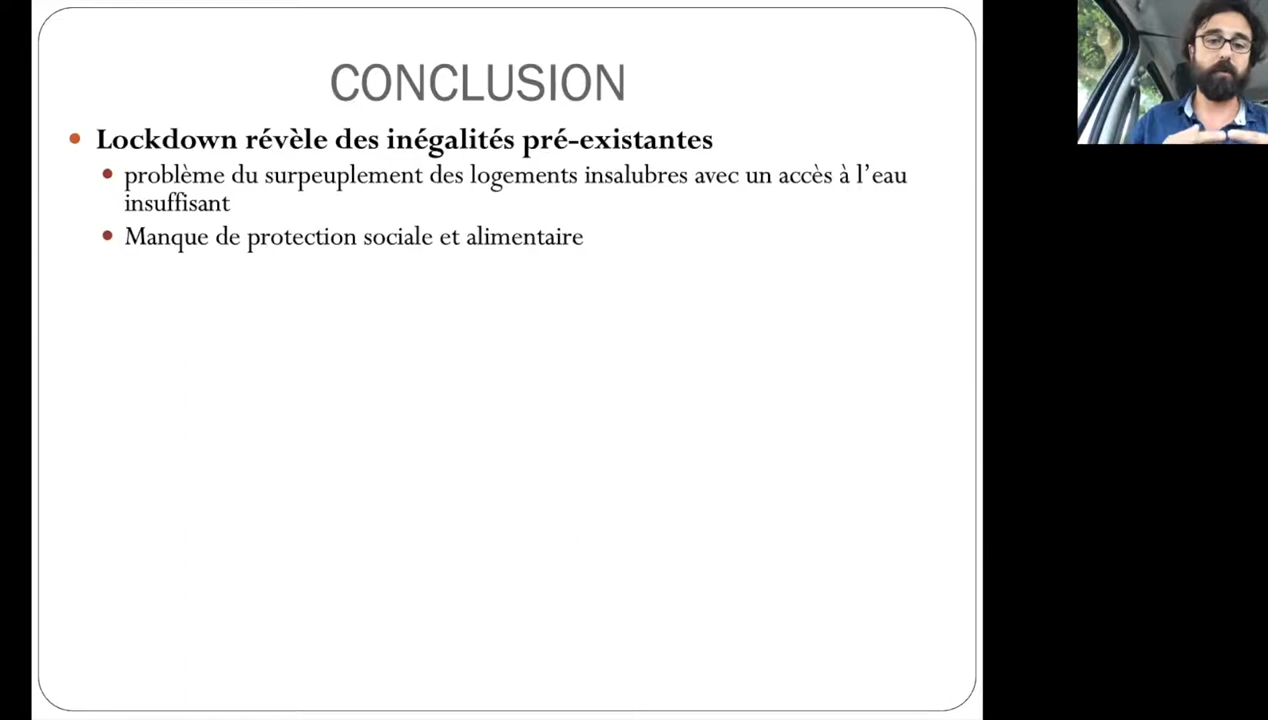 CONCLUSION
Lockdown révèle des inégalités pré-existantes
problème du surpeuplement des logements insalubres avec un accès à l’eau
insuffisant
Manque de protection sociale et alimentaire